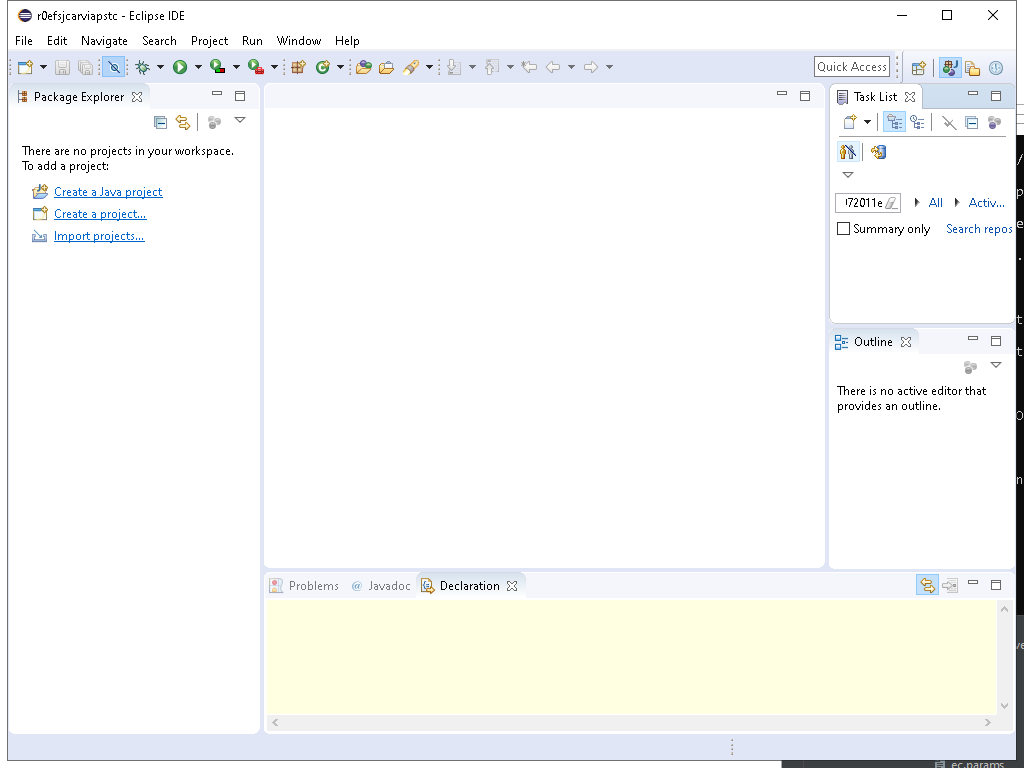 r0efsjcarviapstc - Eclipse IDE
File Edit Navigate Search Project Run Window Help
Quick Access
Package Explorer
There are no projects in your workspace.
To add a project:
Create a Java project
Create a project...
Import projects...
Task List
!72011e All Activ...
Summary only Search repos
Outline
There is no active editor that
provides an outline.
Problems @ Javadoc Declaration
ec.params